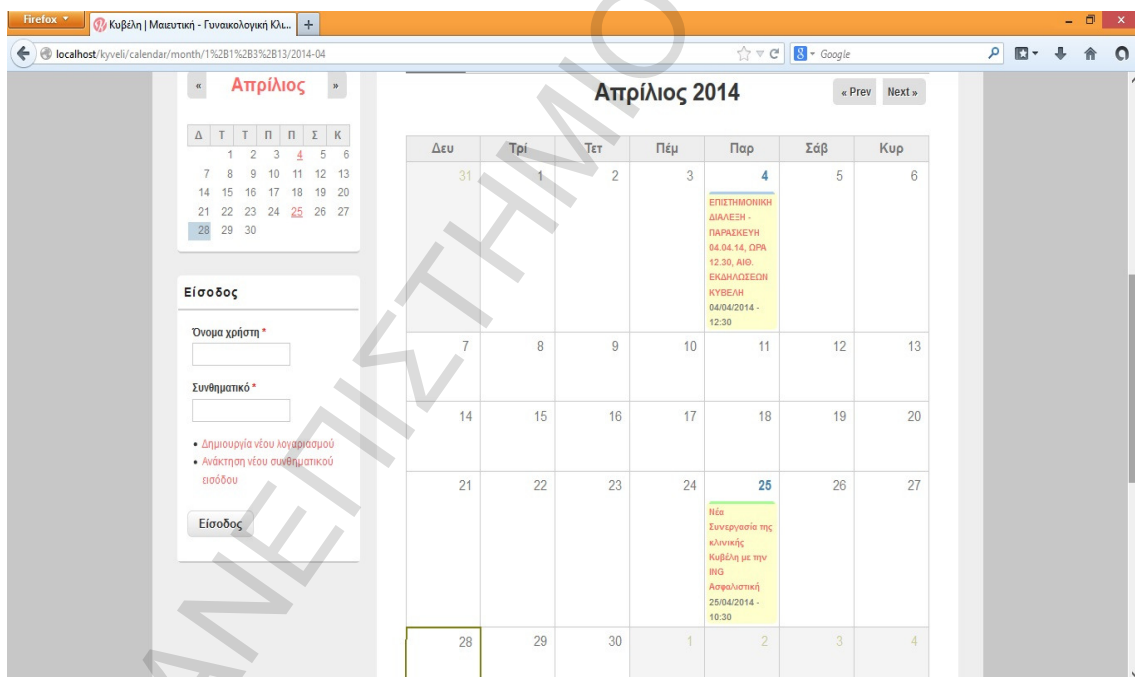 Firefox
Κυβέλη | Μαιευτική - Γυναικολογική Κλι...
localhost/kyveli/calendar/month/1%2B1%2B3%2B13/2014-04
8 Google
« Απρίλιος »
Δ Τ Τ Π Π Σ Κ
1 2 3 4 5 6
7 8 9 10 11 12 13
14 15 16 17 18 19 20
21 22 23 24 25 26 27
28 29 30
Είσοδος
Όνομα χρήστη *
Συνθηματικό *
Δημιουργία νέου λογαριασμού
Ανάκτηση νέου συνθηματικού
εισόδου
Είσοδος
Απρίλιος 2014
« Prev Next »
Δευ Τρί Τετ Πέμ Παρ Σάβ Κυρ
31 1 2 3 4 5 6
ΕΠΙΣΤΗΜΟΝΙΚΗ
ΔΙΑΛΕΞΗ -
ΠΑΡΑΣΚΕΥΗ
04.04.14, ΩΡΑ
12.30, ΑΙΘ.
ΕΚΔΗΛΩΣΕΩΝ
ΚΥΒΕΛΗ
04/04/2014 -
12:30
7 8 9 10 11 12 13
14 15 16 17 18 19 20
21 22 23 24 25 26 27
Νέα
Συνεργασία της
κλινικής
Κυβέλη με την
ING
Ασφαλιστική
25/04/2014 -
10:30
28 29 30 1 2 3 4
ΑΝΕΠΙΣΤΗΜΙΟ